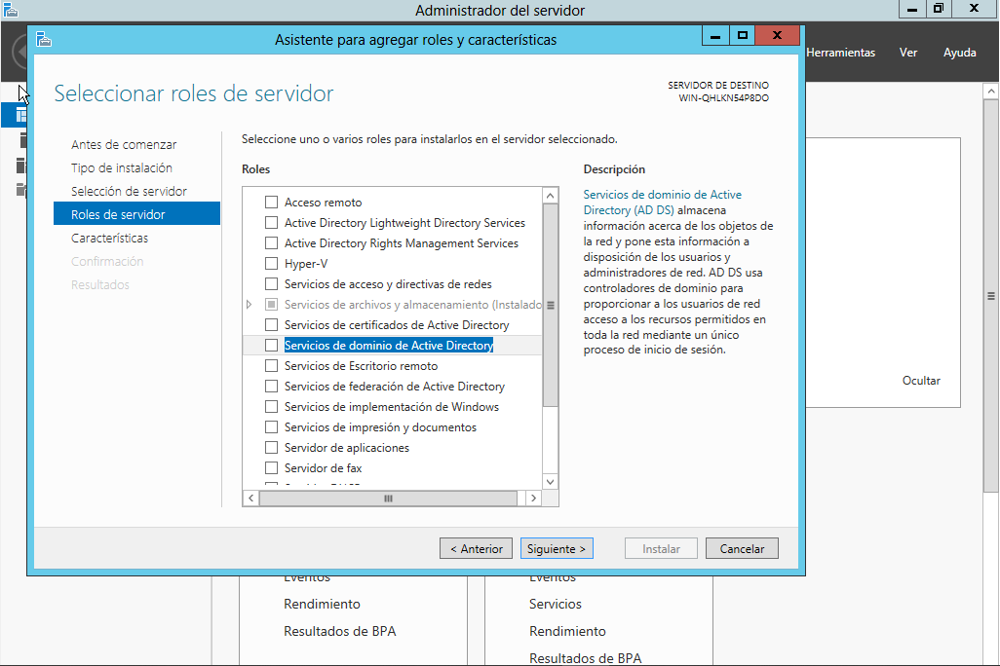 Administrador del servidor
Herramientas Ver Ayuda
Asistente para agregar roles y características
Seleccionar roles de servidor
SERVIDOR DE DESTINO
WIN-QHLKN54P8DO
Antes de comenzar
Tipo de instalación
Selección de servidor
Roles de servidor
Características
Confirmación
Resultados
Seleccione uno o varios roles para instalarlos en el servidor seleccionado.
Roles
Acceso remoto
Active Directory Lightweight Directory Services
Active Directory Rights Management Services
Hyper-V
Servicios de acceso y directivas de redes
Servicios de archivos y almacenamiento (Instalado
Servicios de certificados de Active Directory
Servicios de dominio de Active Directory
Servicios de Escritorio remoto
Servicios de federación de Active Directory
Servicios de implementación de Windows
Servicios de impresión y documentos
Servidor de aplicaciones
Servidor de fax
Descripción
Servicios de dominio de Active
Directory (AD DS) almacena
información acerca de los objetos de
la red y pone esta información a
disposición de los usuarios y
administradores de red. AD DS usa
controladores de dominio para
proporcionar a los usuarios de red
acceso a los recursos permitidos en
toda la red mediante un único
proceso de inicio de sesión.
Ocultar
< Anterior Siguiente > Instalar Cancelar
Eventos
Rendimiento
Resultados de BPA
Eventos
Servicios
Rendimiento
Resultados de BPA